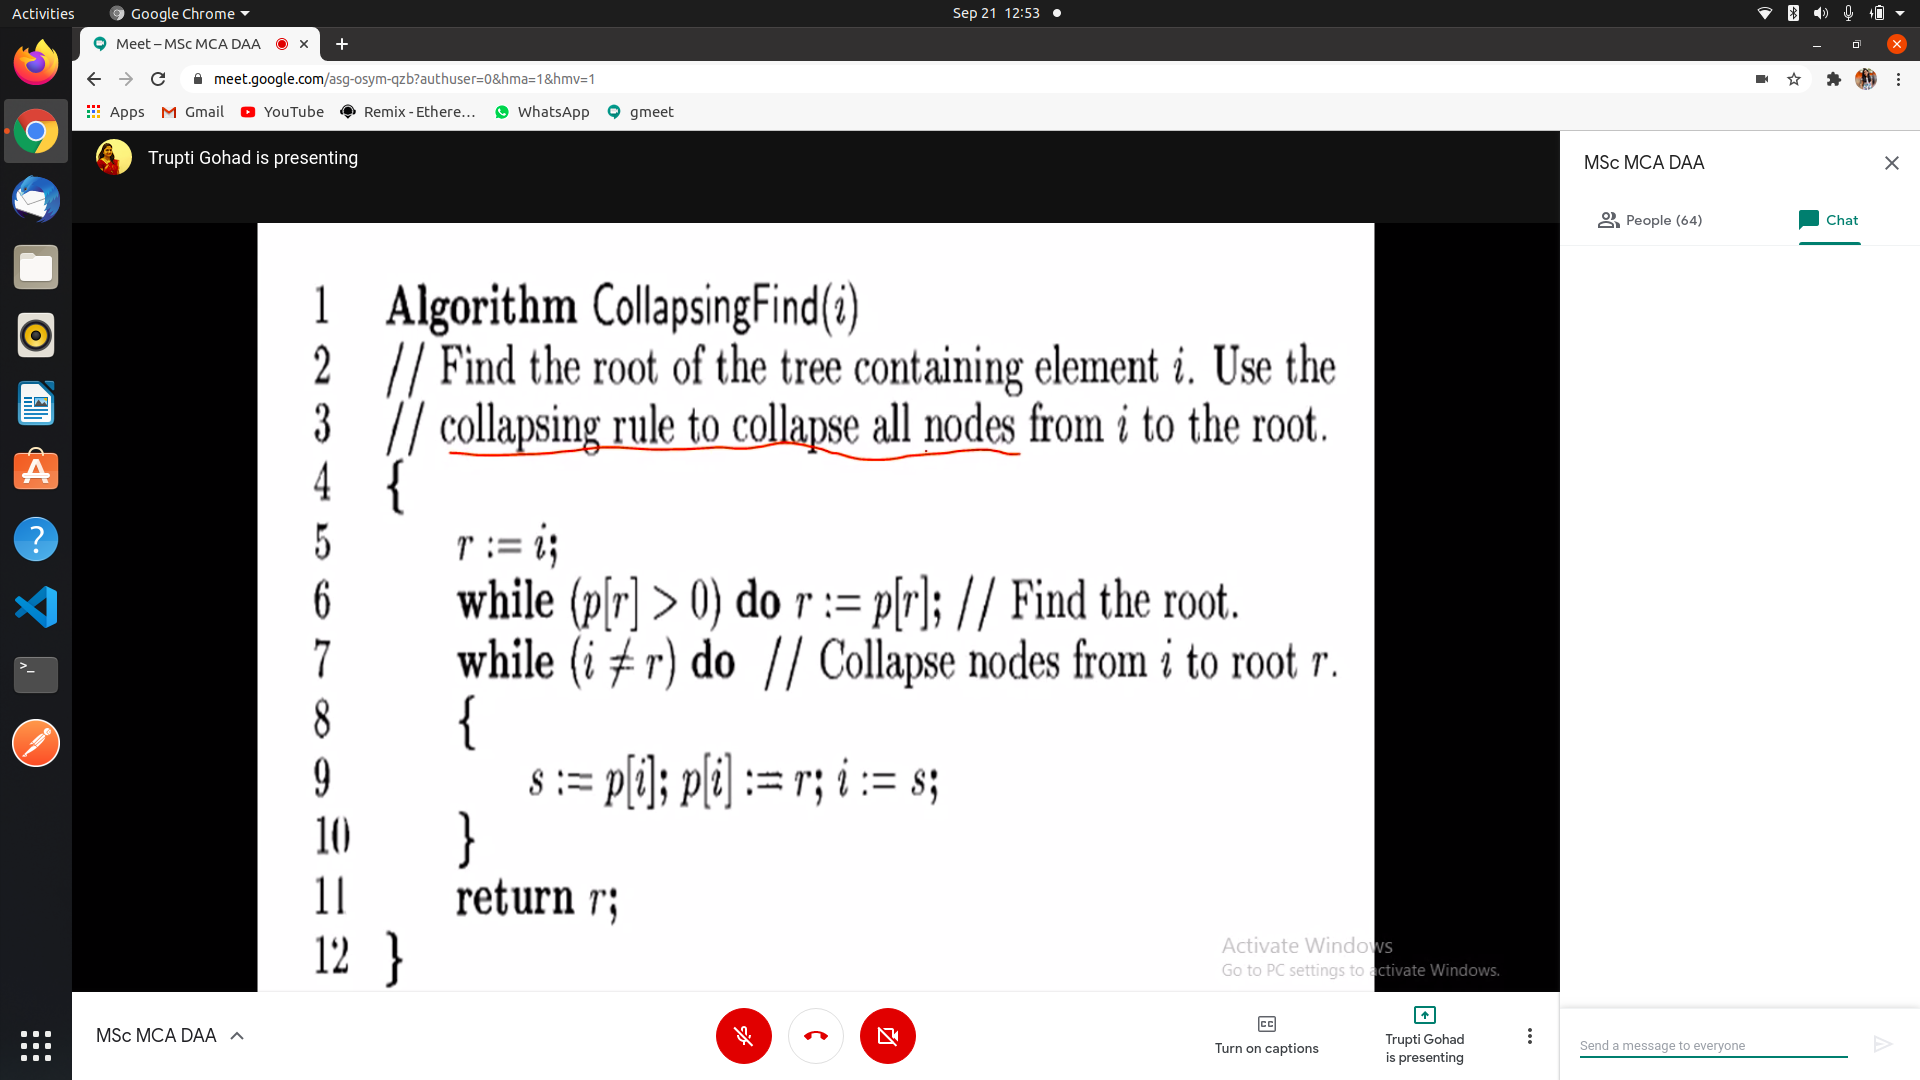 Activities
Google Chrome
Sep 21 12:53
Meet – MSc MCA DAA
meet.google.com/asg-osym-qzb?authuser=0&hma=1&hmv=1
Apps
Gmail
YouTube
Remix - Ethere…
WhatsApp
gmeet
Trupti Gohad is presenting
1 Algorithm CollapsingFind(i)
2 // Find the root of the tree containing element i. Use the
3 // collapsing rule to collapse all nodes from i to the root.
4 {
5 r := i;
6 while (p[r] > 0) do r := p[r]; // Find the root.
7 while (i ≠ r) do // Collapse nodes from i to root r.
8 {
9 s := p[i]; p[i] := r; i := s;
10 }
11 return r;
12 }
Activate Windows
Go to PC settings to activate Windows.
MSc MCA DAA
Turn on captions
Trupti Gohad
is presenting
MSc MCA DAA
People (64)
Chat
Send a message to everyone